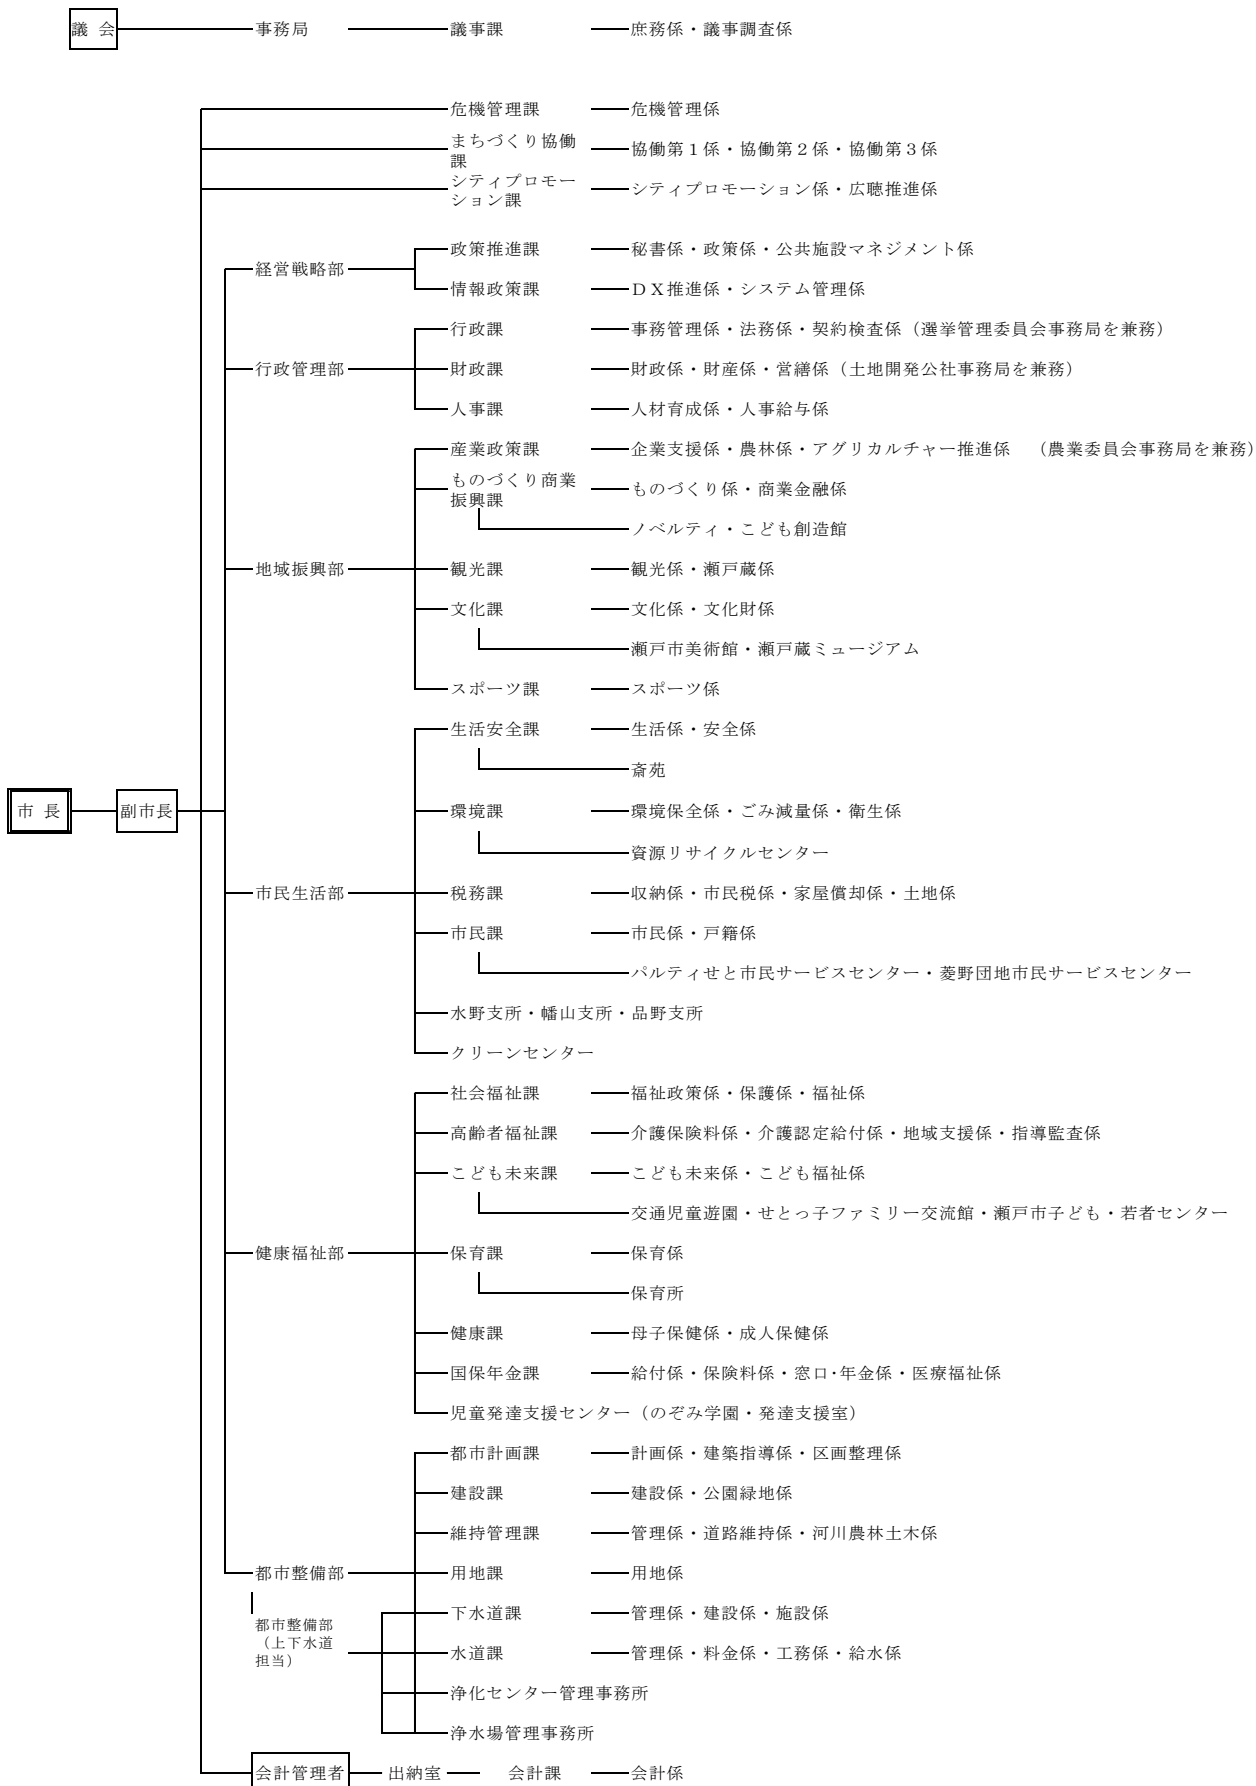 議 会 事務局 議事課 庶務係・議事調査係
危機管理課 危機管理係
まちづくり協働
課
協働第１係・協働第２係・協働第３係
シティプロモー
ション課
シティプロモーション係・広聴推進係
経営戦略部
政策推進課 秘書係・政策係・公共施設マネジメント係
情報政策課 ＤＸ推進係・システム管理係
行政管理部
行政課 事務管理係・法務係・契約検査係（選挙管理委員会事務局を兼務）
財政課 財政係・財産係・営繕係（土地開発公社事務局を兼務）
人事課 人材育成係・人事給与係
地域振興部
産業政策課 企業支援係・農林係・アグリカルチャー推進係 （農業委員会事務局を兼務）
ものづくり商業
振興課
ものづくり係・商業金融係
ノベルティ・こども創造館
観光課 観光係・瀬戸蔵係
文化課 文化係・文化財係
瀬戸市美術館・瀬戸蔵ミュージアム
スポーツ課 スポーツ係
市 長 副市長
市民生活部
生活安全課 生活係・安全係
斎苑
環境課 環境保全係・ごみ減量係・衛生係
資源リサイクルセンター
税務課 収納係・市民税係・家屋償却係・土地係
市民課 市民係・戸籍係
パルティせと市民サービスセンター・菱野団地市民サービスセンター
水野支所・幡山支所・品野支所
クリーンセンター
健康福祉部
社会福祉課 福祉政策係・保護係・福祉係
高齢者福祉課 介護保険料係・介護認定給付係・地域支援係・指導監査係
こども未来課 こども未来係・こども福祉係
交通児童遊園・せとっ子ファミリー交流館・瀬戸市子ども・若者センター
保育課 保育係
保育所
健康課 母子保健係・成人保健係
国保年金課 給付係・保険料係・窓口･年金係・医療福祉係
児童発達支援センター（のぞみ学園・発達支援室）
都市整備部
都市計画課 計画係・建築指導係・区画整理係
建設課 建設係・公園緑地係
維持管理課 管理係・道路維持係・河川農林土木係
用地課 用地係
都市整備部
（上下水道
担当）
下水道課 管理係・建設係・施設係
水道課 管理係・料金係・工務係・給水係
浄化センター管理事務所
浄水場管理事務所
会計管理者 出納室 会計課 会計係